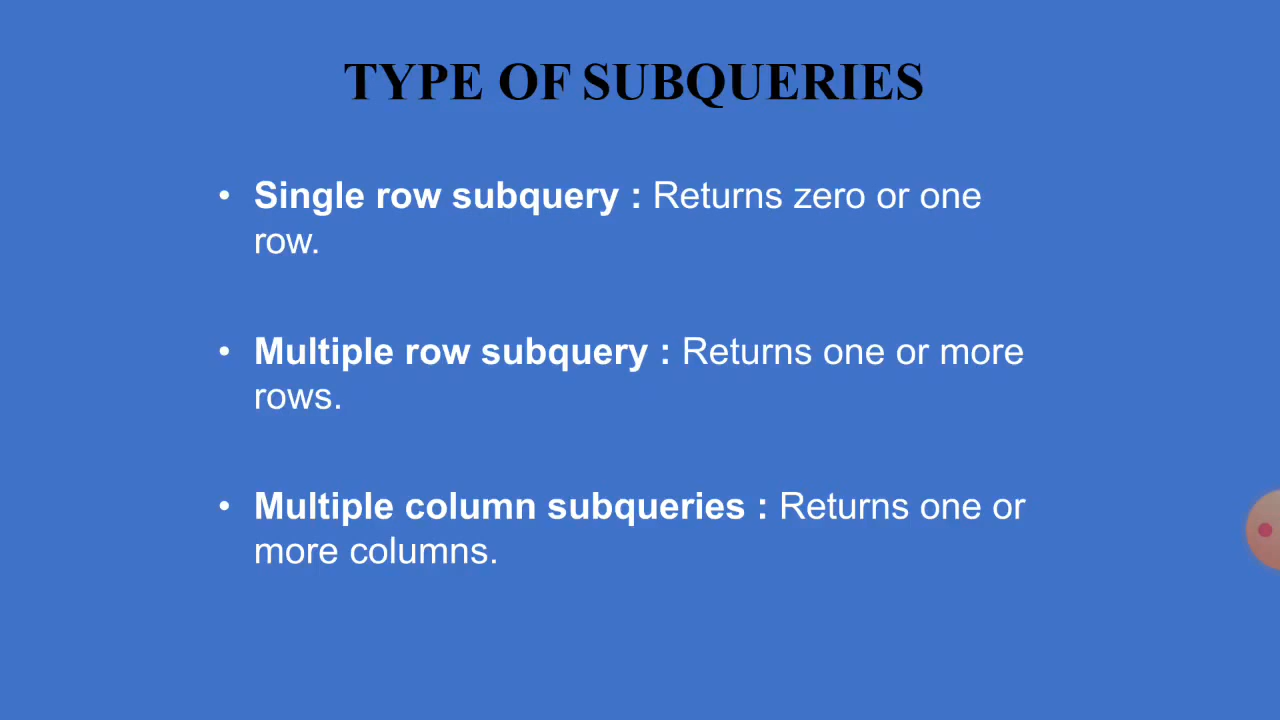 TYPE OF SUBQUERIES
• Single row subquery : Returns zero or one
row.
• Multiple row subquery : Returns one or more
rows.
• Multiple column subqueries : Returns one or
more columns.